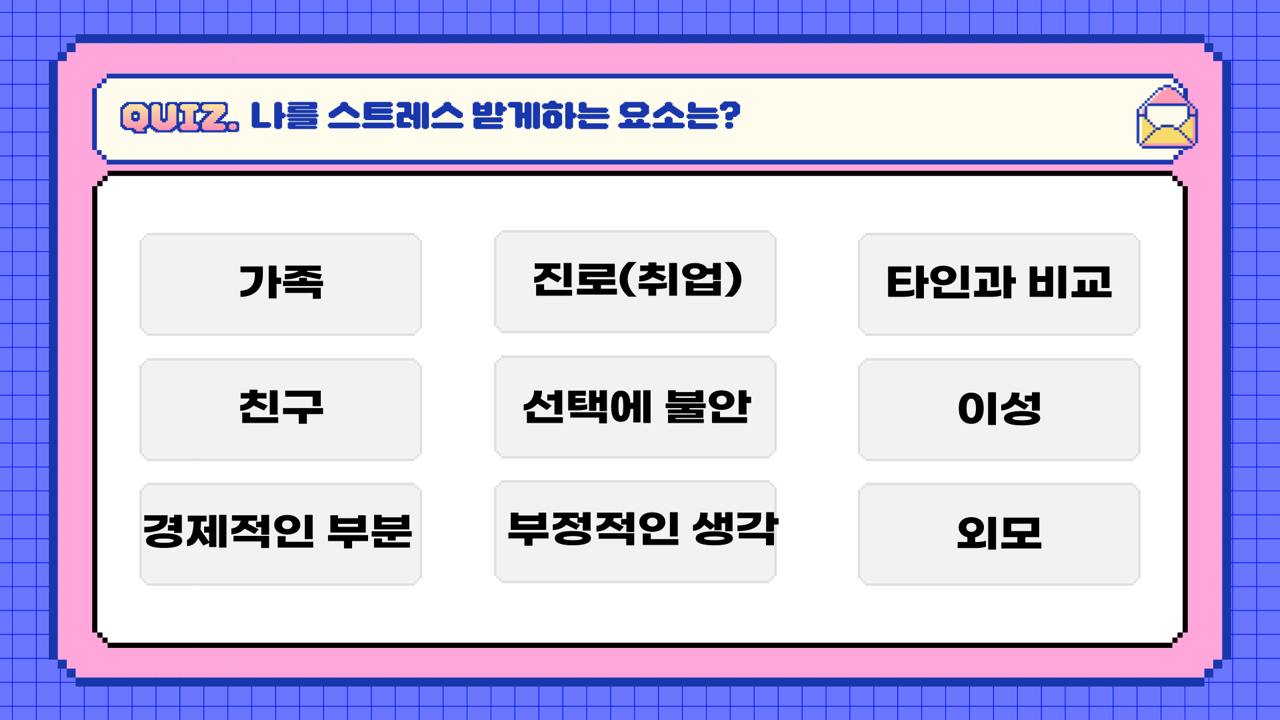 QUIZ. 나를 스트레스 받게하는 요소는?
가족
진로(취업)
타인과 비교
친구
선택에 불안
이성
경제적인 부분
부정적인 생각
외모